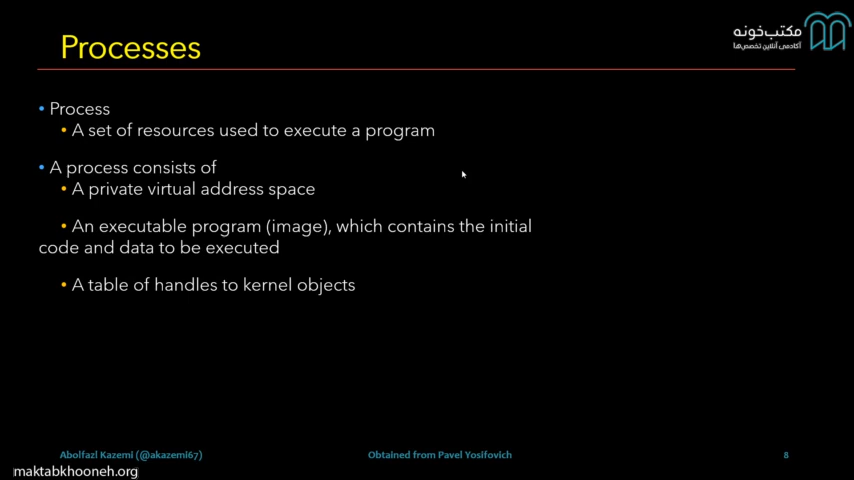 مکتب‌خونه
آکادمی آنلاین تخصص‌ها
Processes
• Process
• A set of resources used to execute a program
• A process consists of
• A private virtual address space
• An executable program (image), which contains the initial
code and data to be executed
• A table of handles to kernel objects
Abolfazl Kazemi (@akazemi67)
Obtained from Pavel Yosifovich
8
maktabkhooneh.org